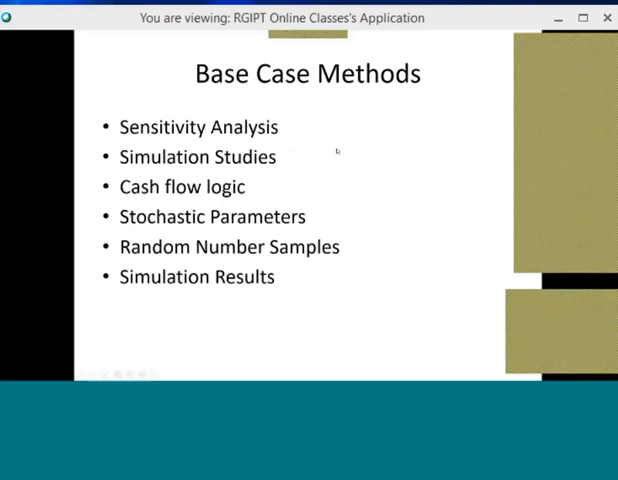 You are viewing: RGIPT Online Classes's Application
Base Case Methods
• Sensitivity Analysis
• Simulation Studies
• Cash flow logic
• Stochastic Parameters
• Random Number Samples
• Simulation Results